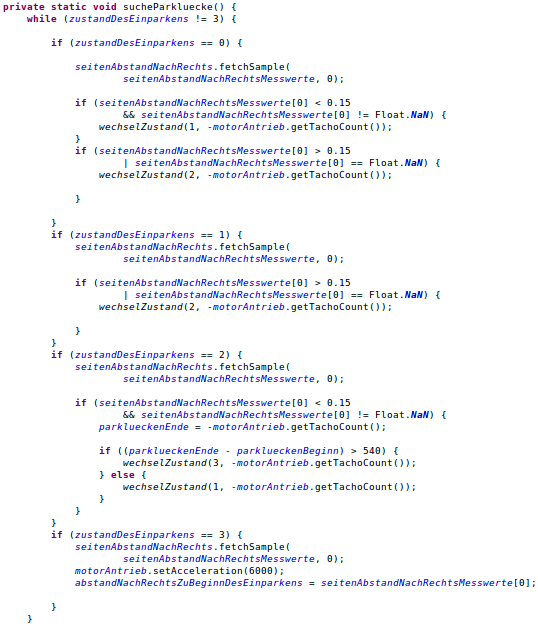 private static void sucheParkluecke() {
while (zustandDesEinparkens != 3) {
if (zustandDesEinparkens == 0) {
seitenAbstandNachRechts.fetchSample(
seitenAbstandNachRechtsMesswerte, 0);
if (seitenAbstandNachRechtsMesswerte[0] < 0.15
&& seitenAbstandNachRechtsMesswerte[0] != Float.NaN) {
wechselZustand(1, -motorAntrieb.getTachoCount());
}
if (seitenAbstandNachRechtsMesswerte[0] > 0.15
| seitenAbstandNachRechtsMesswerte[0] == Float.NaN) {
wechselZustand(2, -motorAntrieb.getTachoCount());
}
}
if (zustandDesEinparkens == 1) {
seitenAbstandNachRechts.fetchSample(
seitenAbstandNachRechtsMesswerte, 0);
if (seitenAbstandNachRechtsMesswerte[0] > 0.15
| seitenAbstandNachRechtsMesswerte[0] == Float.NaN) {
wechselZustand(2, -motorAntrieb.getTachoCount());
}
}
if (zustandDesEinparkens == 2) {
seitenAbstandNachRechts.fetchSample(
seitenAbstandNachRechtsMesswerte, 0);
if (seitenAbstandNachRechtsMesswerte[0] < 0.15
&& seitenAbstandNachRechtsMesswerte[0] != Float.NaN) {
parklueckenEnde = -motorAntrieb.getTachoCount();
if ((parklueckenEnde - parklueckenBeginn) > 540) {
wechselZustand(3, -motorAntrieb.getTachoCount());
} else {
wechselZustand(1, -motorAntrieb.getTachoCount());
}
}
}
if (zustandDesEinparkens == 3) {
seitenAbstandNachRechts.fetchSample(
seitenAbstandNachRechtsMesswerte, 0);
motorAntrieb.setAcceleration(6000);
abstandNachRechtsZuBeginnDesEinparkens = seitenAbstandNachRechtsMesswerte[0];
}
}